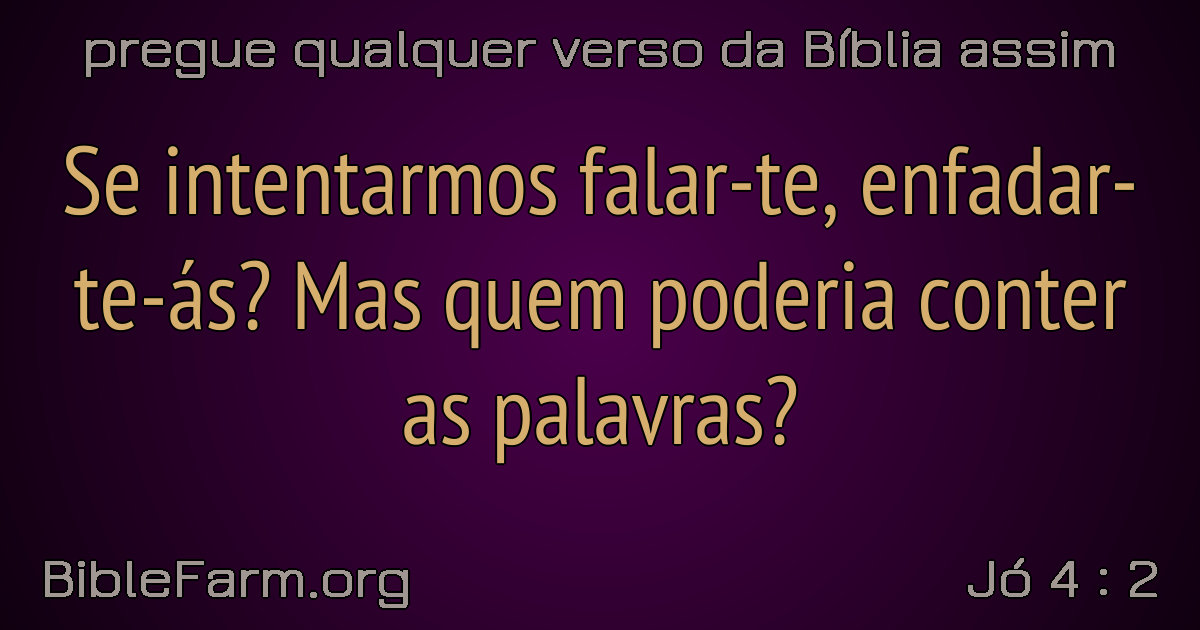 pregue qualquer verso da Bíblia assim
Se intentarmos falar-te, enfadar-
te-ás? Mas quem poderia conter
as palavras?
BibleFarm.org
Jó 4 : 2